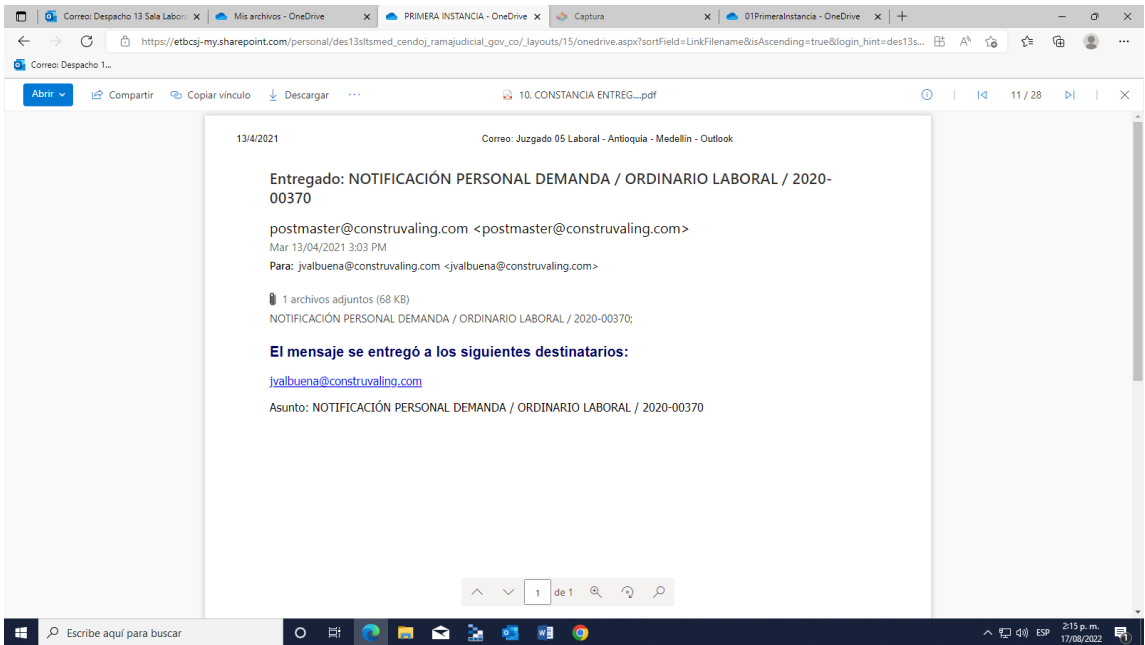 Correo: Despacho 13 Sala Labora
Mis archivos - OneDrive
PRIMERA INSTANCIA - OneDrive
Captura
01PrimeraInstancia - OneDrive
https://etbcsj-my.sharepoint.com/personal/des13sltsmed_cendoj_ramajudicial_gov_co/_layouts/15/onedrive.aspx?sortField=LinkFilename&isAscending=true&login_hint=des13s...
Correo: Despacho 1...
Abrir
Compartir
Copiar vínculo
Descargar
10. CONSTANCIA ENTREG....pdf
11 / 28
13/4/2021
Correo: Juzgado 05 Laboral - Antioquia - Medellín - Outlook
Entregado: NOTIFICACIÓN PERSONAL DEMANDA / ORDINARIO LABORAL / 2020-
00370
postmaster@construvaling.com <postmaster@construvaling.com>
Mar 13/04/2021 3:03 PM
Para: jvalbuena@construvaling.com <jvalbuena@construvaling.com>
1 archivos adjuntos (68 KB)
NOTIFICACIÓN PERSONAL DEMANDA / ORDINARIO LABORAL / 2020-00370;
El mensaje se entregó a los siguientes destinatarios:
jvalbuena@construvaling.com
Asunto: NOTIFICACIÓN PERSONAL DEMANDA / ORDINARIO LABORAL / 2020-00370
1 de 1
Escribe aquí para buscar
ESP
2:15 p. m.
17/08/2022